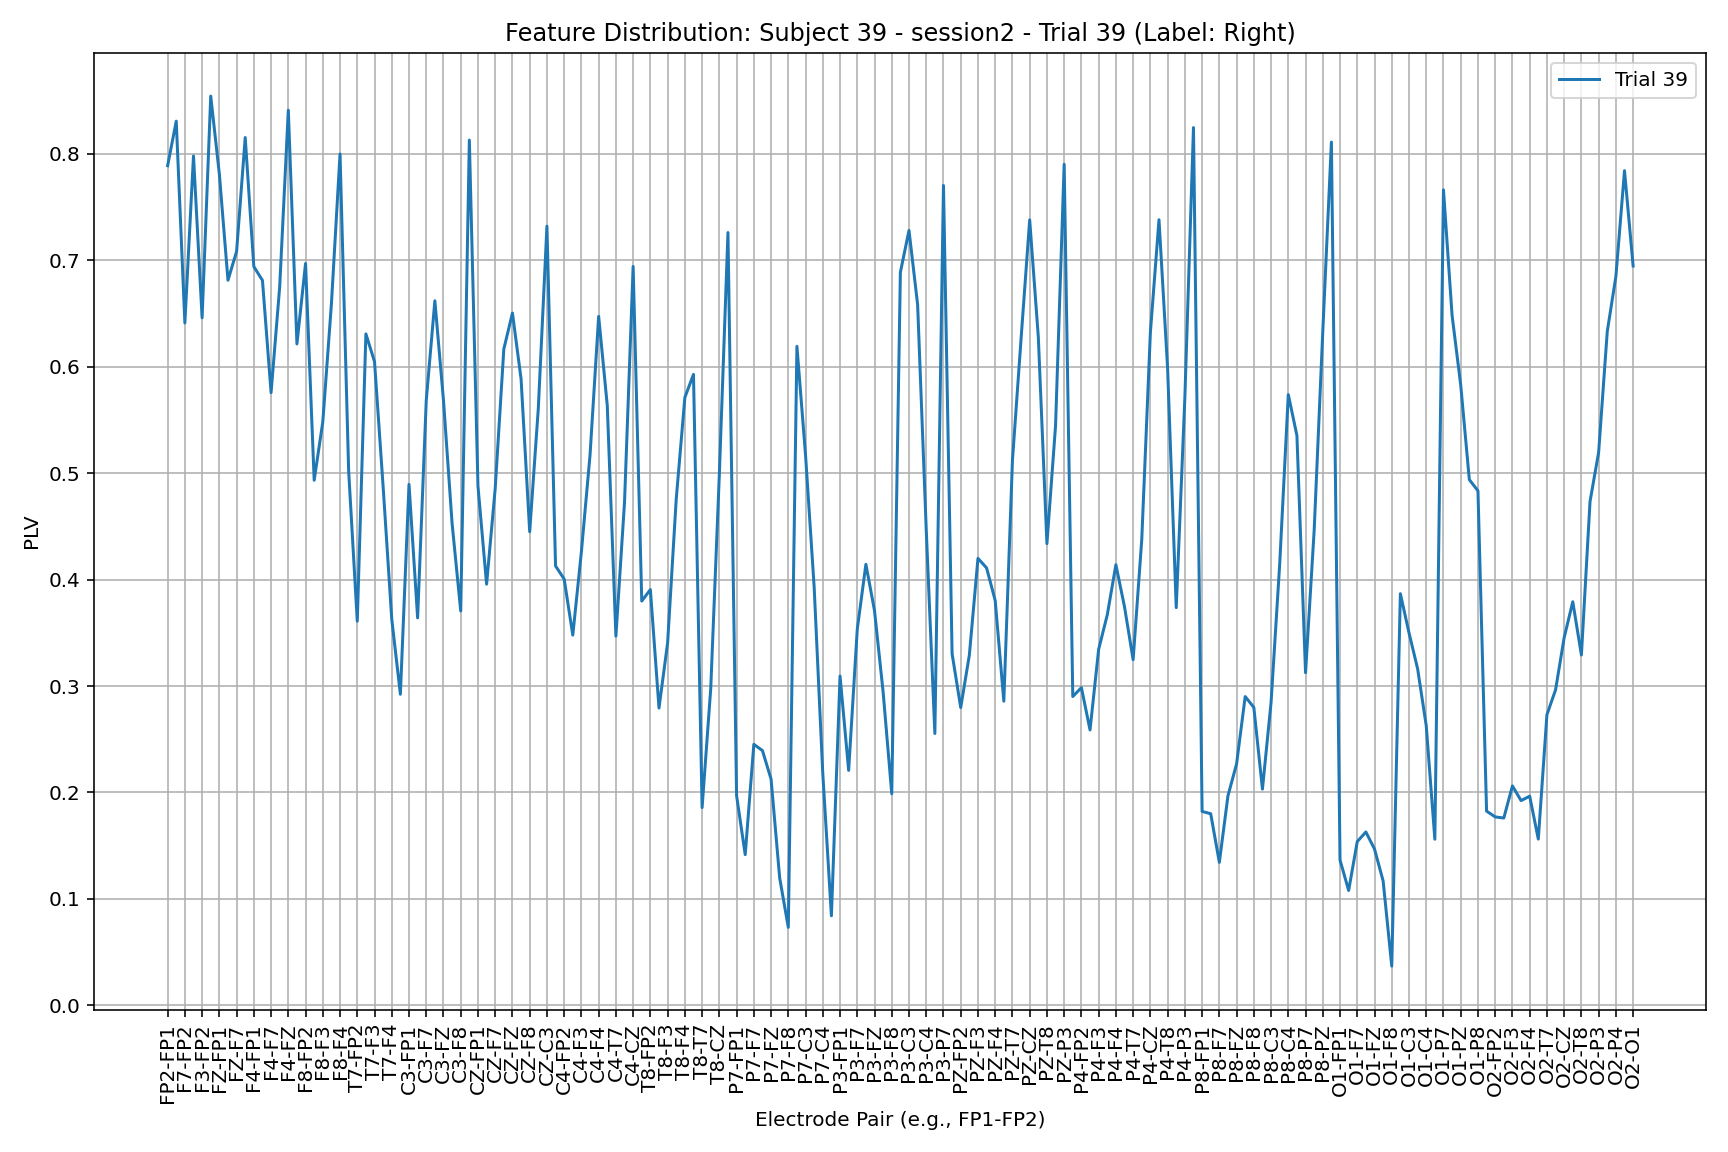 Feature Distribution: Subject 39 - session2 - Trial 39 (Label: Right)
Trial 39
PLV
0.8
0.7
0.6
0.5
0.4
0.3
0.2
0.1
0.0
FP2-FP1
F7-FP2
F3-FP2
FZ-FP1
FZ-F7
F4-FP1
F4-F7
F4-FZ
F8-FP2
F8-F3
F8-F4
T7-FP2
T7-F3
T7-F4
C3-FP1
C3-F7
C3-FZ
C3-F8
CZ-FP1
CZ-F7
CZ-FZ
CZ-F8
CZ-C3
C4-FP2
C4-F3
C4-F4
C4-T7
C4-CZ
T8-FP2
T8-F3
T8-F4
T8-T7
T8-CZ
P7-FP1
P7-F7
P7-FZ
P7-F8
P7-C3
P7-C4
P3-FP1
P3-F7
P3-FZ
P3-F8
P3-C3
P3-C4
P3-P7
PZ-FP2
PZ-F3
PZ-F4
PZ-T7
PZ-CZ
PZ-T8
PZ-P3
P4-FP2
P4-F3
P4-F4
P4-T7
P4-CZ
P4-T8
P4-P3
P8-FP1
P8-F7
P8-FZ
P8-F8
P8-C3
P8-C4
P8-P7
P8-PZ
O1-FP1
O1-F7
O1-FZ
O1-F8
O1-C3
O1-C4
O1-P7
O1-PZ
O1-P8
O2-FP2
O2-F3
O2-F4
O2-T7
O2-CZ
O2-T8
O2-P3
O2-P4
O2-O1
Electrode Pair (e.g., FP1-FP2)